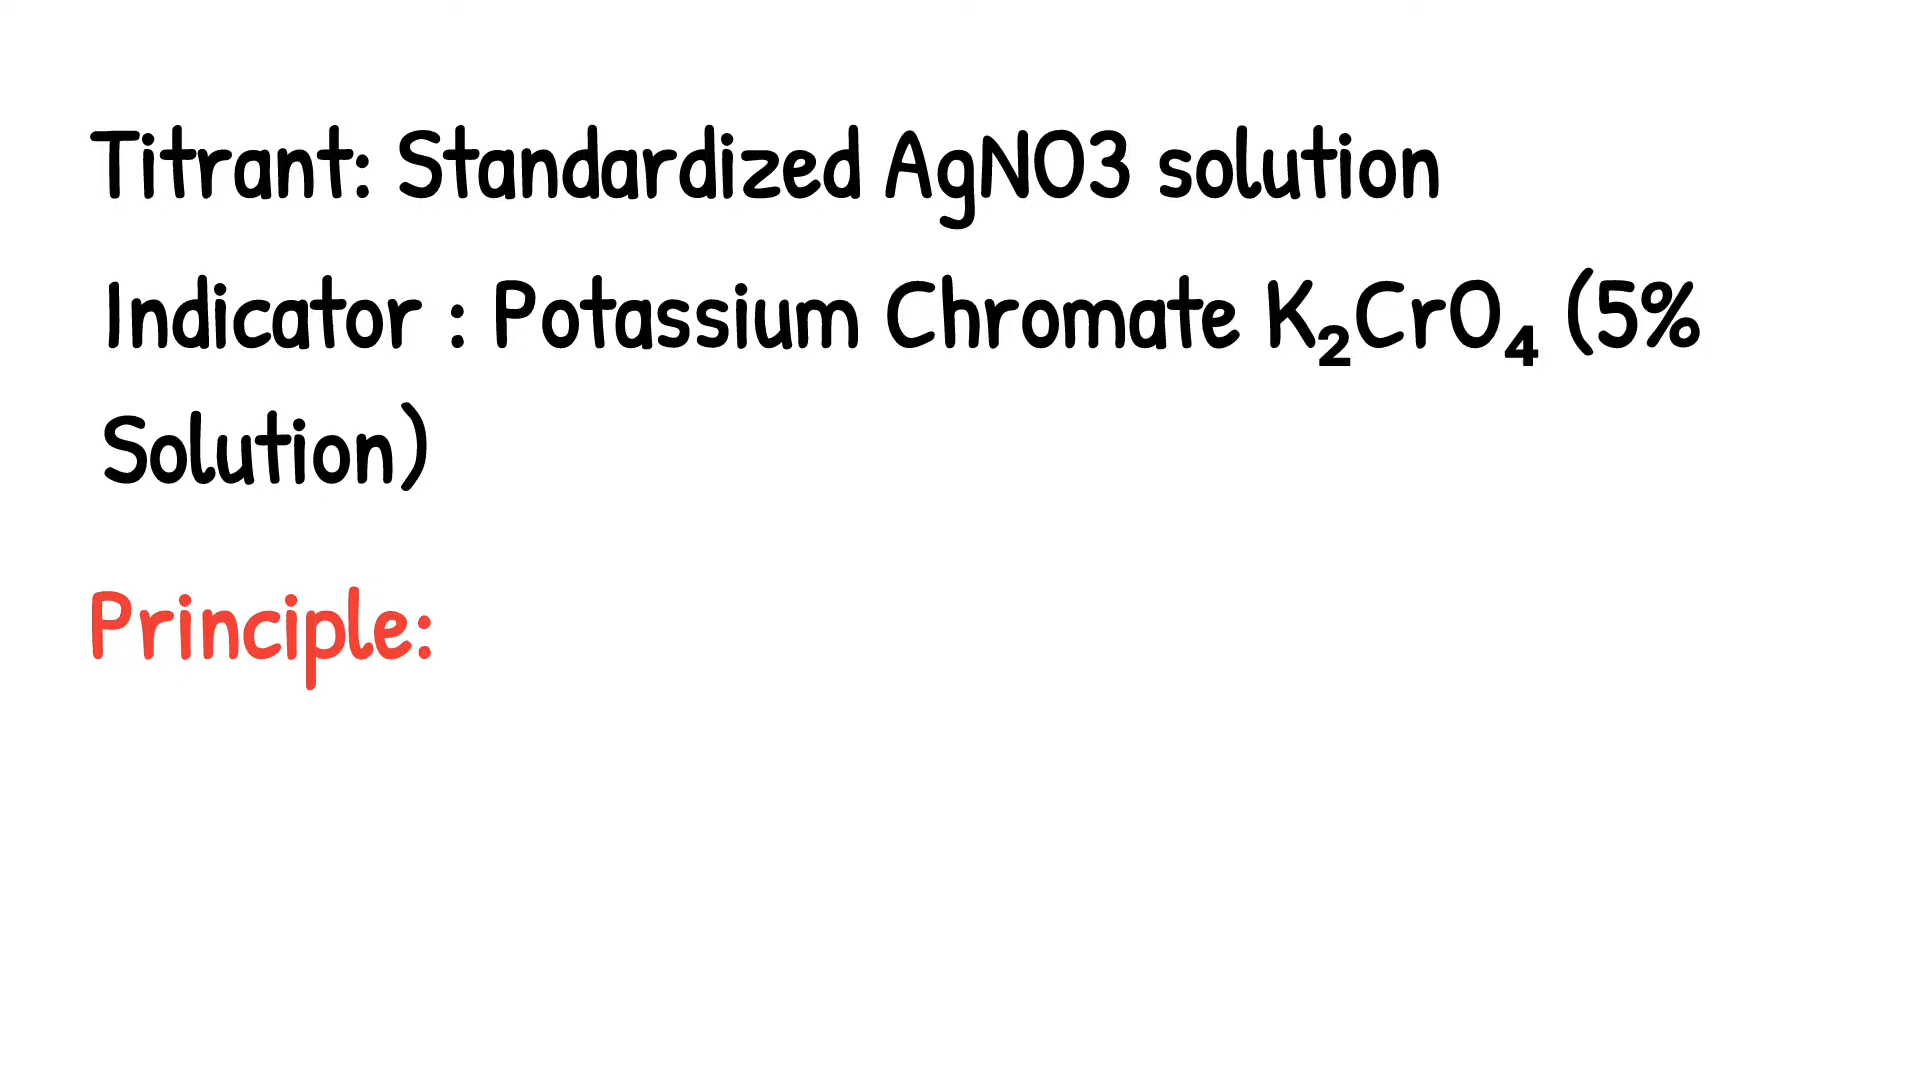 Titrant: Standardized AgNO3 solution
Indicator : Potassium Chromate K₂CrO₄ (5%
Solution)
Principle: